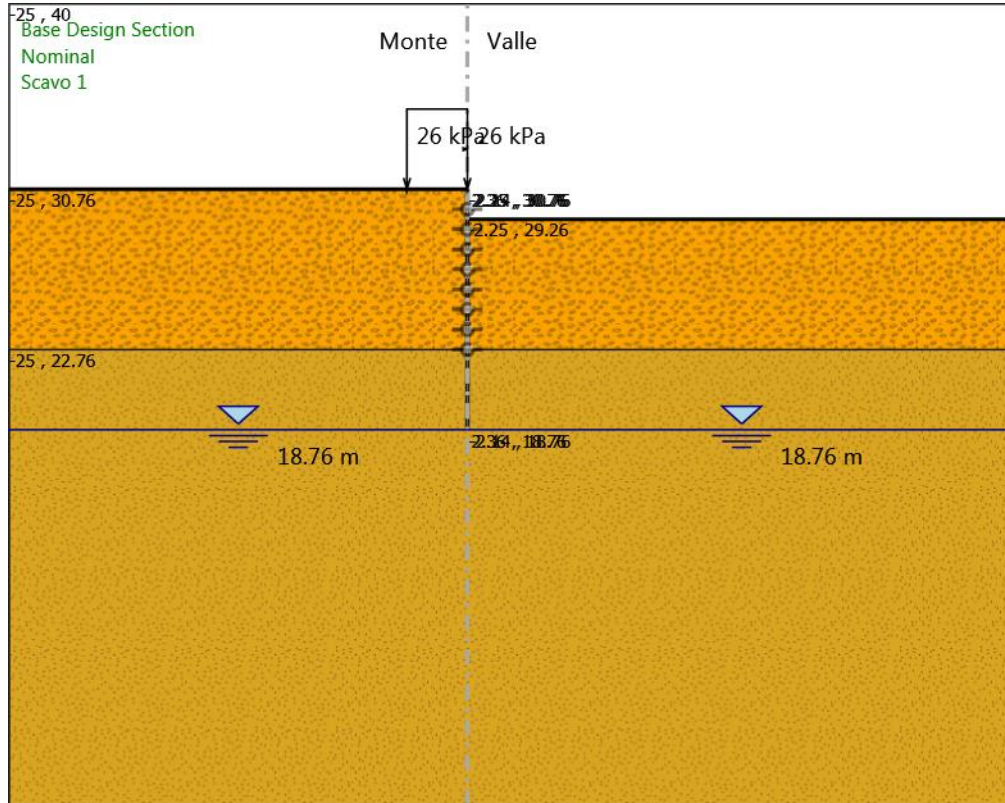 -25 , 40
Base Design Section
Nominal
Scavo 1
Monte
Valle
26 kPa
26 kPa
-25 , 30.76
-2.25 , 29.26
-25 , 22.76
18.76 m
18.76 m